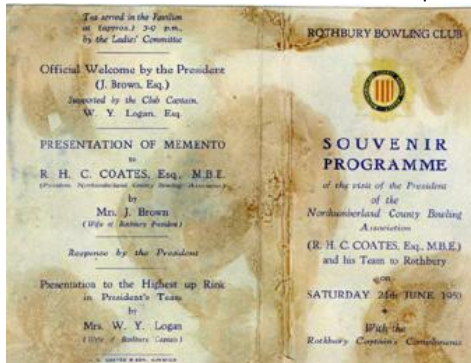 Tea served in the Pavilion
at (approx.) 3-0 p.m.
by the Ladies' Committee
Official Welcome by the President
(J. Brown, Esq.)
Supported by the Club Captain,
W. Y. Logan, Esq.
PRESENTATION OF MEMENTO
to
R. H. C. COATES, Esq., M.B.E.
(President Northumberland County Bowling Association)
by
Mrs. J. Brown
(Wife of Rothbury President)
Response by the President
Presentation to the Highest up Rink
in President's Team
by
Mrs. W. Y. Logan
(Wife of Rothbury Captain)
ROTHBURY BOWLING CLUB
SOUVENIR
PROGRAMME
of the visit of the President
of the
Northumberland County Bowling
Association
(R. H. C. COATES, Esq., M.B.E.)
and his Team to Rothbury
on
SATURDAY 24th JUNE 1950
With the
Rothbury Captain's Compliments